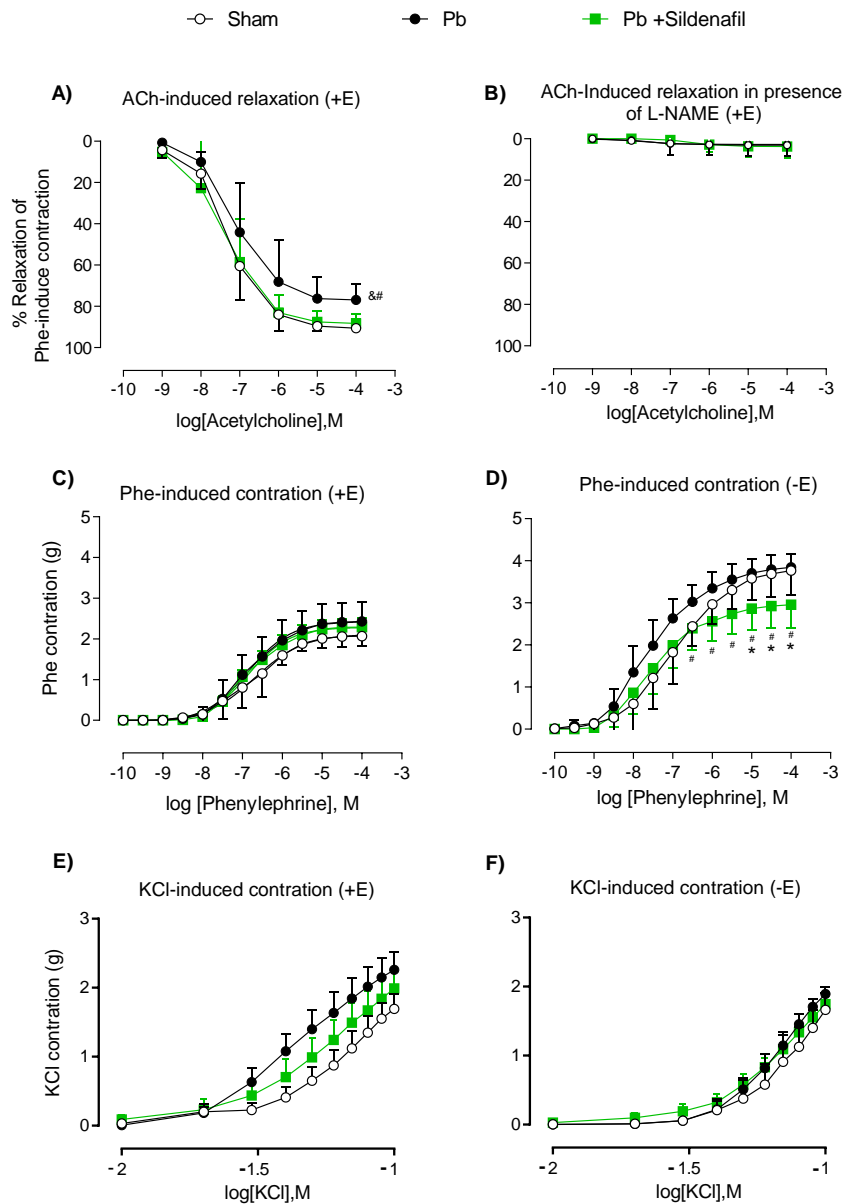 Sham Pb Pb +Sildenafil
A) ACh-induced relaxation (+E)
% Relaxation of
Phe-induce contraction
0
20
40
60
80
100
&#
-10 -9 -8 -7 -6 -5 -4 -3
log[Acetylcholine],M
B) ACh-Induced relaxation in presence
of L-NAME (+E)
0
20
40
60
80
100
-10 -9 -8 -7 -6 -5 -4 -3
log[Acetylcholine],M
C) Phe-induced contration (+E)
Phe contration (g)
5
4
3
2
1
0
-10 -9 -8 -7 -6 -5 -4 -3
log [Phenylephrine], M
D) Phe-induced contration (-E)
5
4
3
2
1
0
# # # # # #
* * *
-10 -9 -8 -7 -6 -5 -4 -3
log [Phenylephrine], M
E) KCl-induced contration (+E)
KCl contration (g)
3
2
1
0
-2 -1.5 -1
log[KCl],M
F) KCl-induced contration (-E)
3
2
1
0
-2 -1.5 -1
log[KCl],M